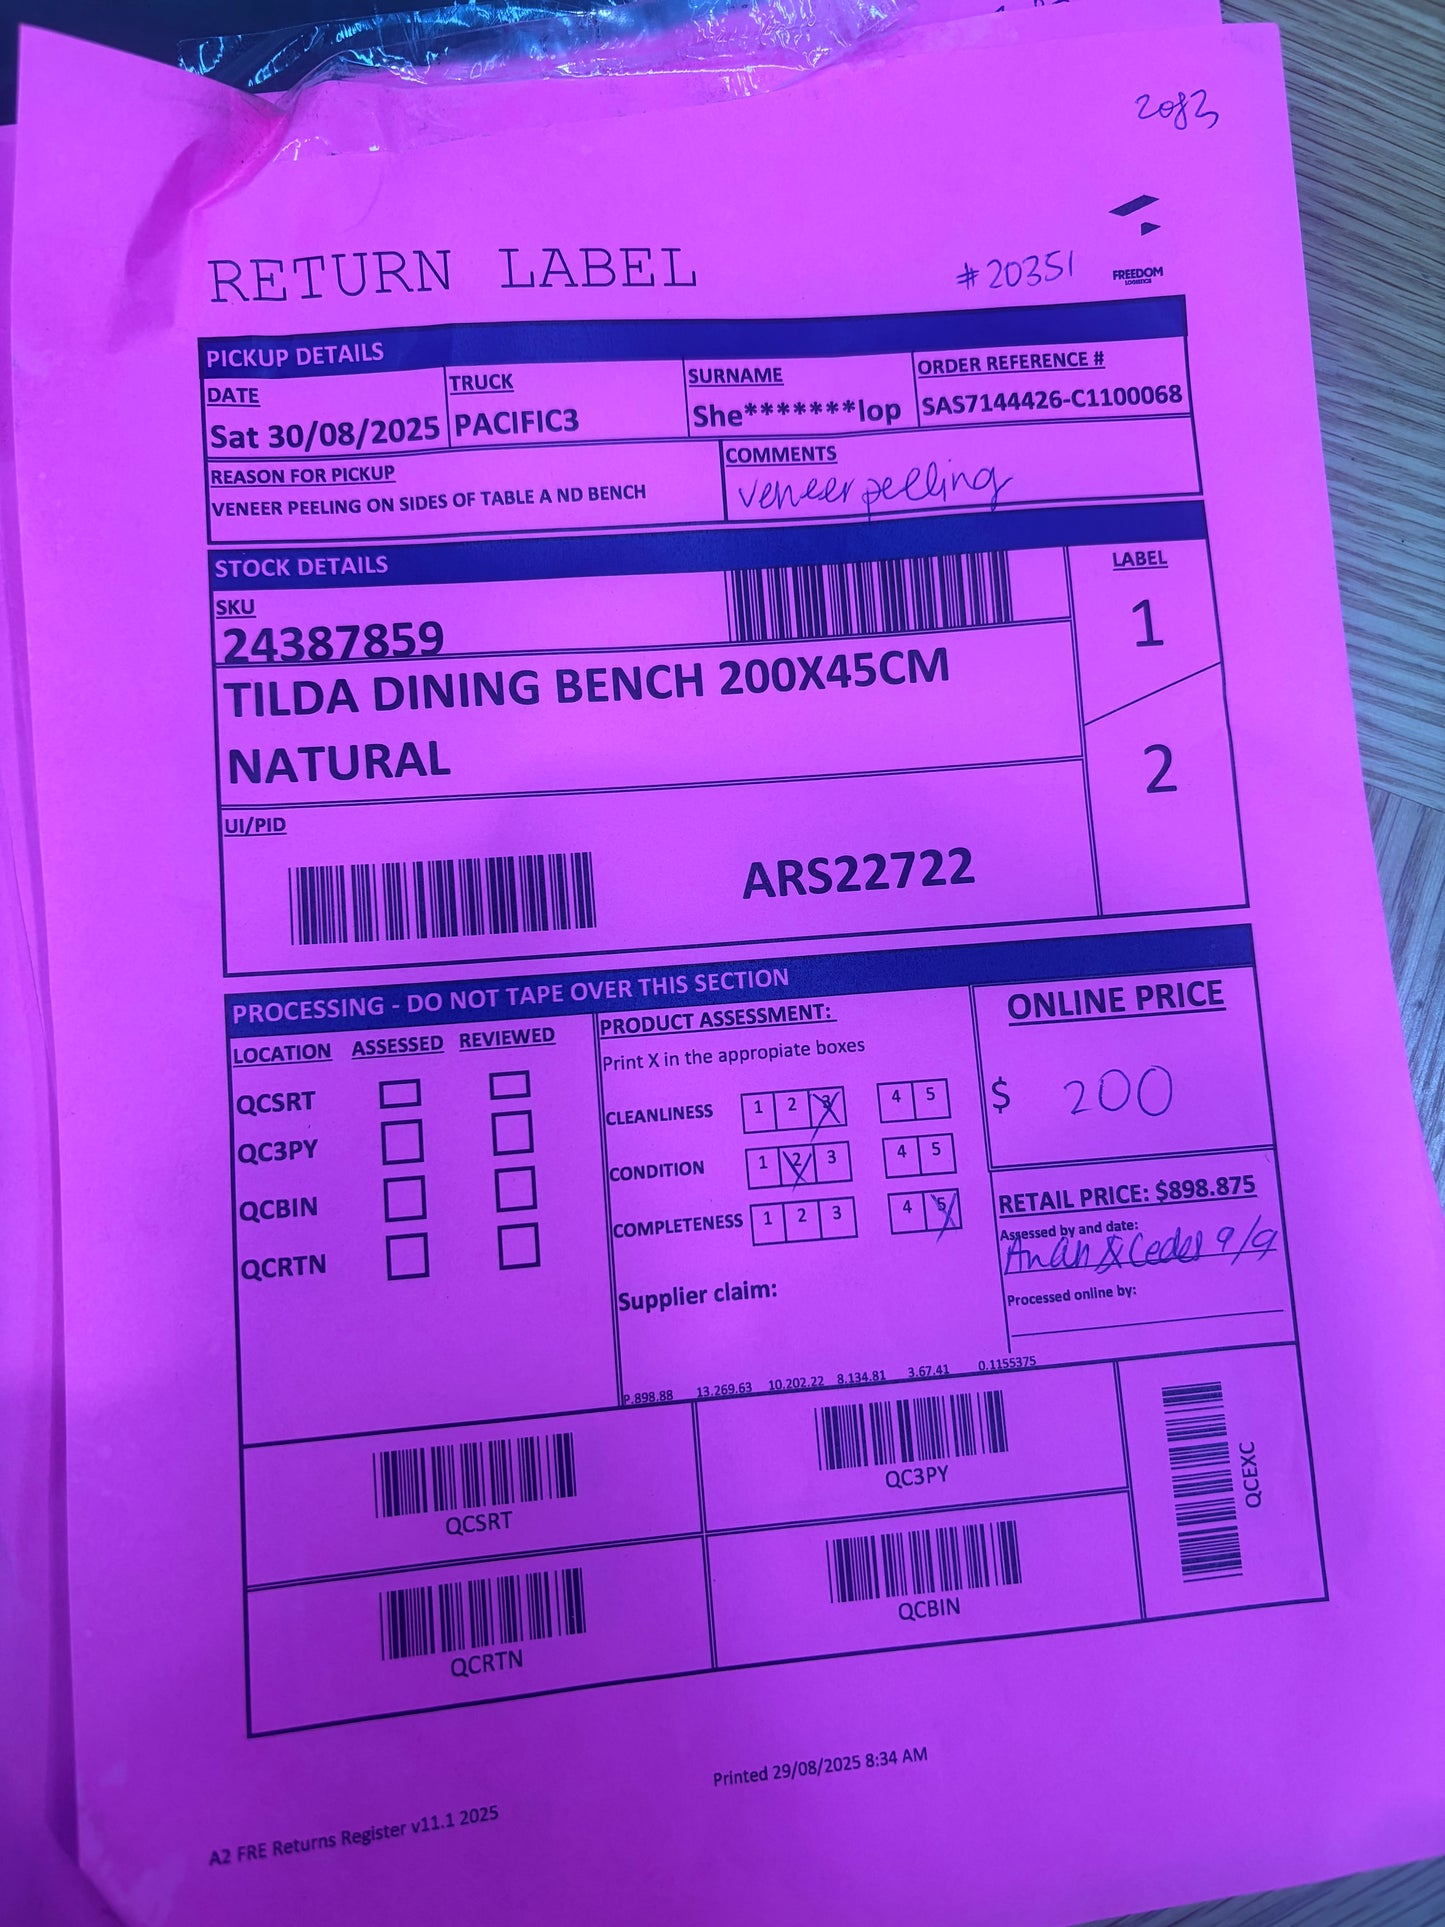 2of3
RETURN LABEL
#20351
FREEDOM
LOGISTICS
PICKUP DETAILS
DATE
Sat 30/08/2025
TRUCK
PACIFIC3
SURNAME
She*******lop
ORDER REFERENCE #
SAS7144426-C1100068
REASON FOR PICKUP
VENEER PEELING ON SIDES OF TABLE A ND BENCH
COMMENTS
veneer peeling
STOCK DETAILS
SKU
24387859
TILDA DINING BENCH 200X45CM
NATURAL
LABEL
1
2
UI/PID
ARS22722
PROCESSING - DO NOT TAPE OVER THIS SECTION
LOCATION ASSESSED REVIEWED
QCSRT
QC3PY
QCBIN
QCRTN
PRODUCT ASSESSMENT:
Print X in the appropiate boxes
CLEANLINESS 1 2 3 4 5
CONDITION 1 2 3 4 5
COMPLETENESS 1 2 3 4 5
Supplier claim:
ONLINE PRICE
$ 200
RETAIL PRICE: $898.875
Assessed by and date:
9/9
Processed online by:
P.898.88 13.269.63 10.202.22 8.134.81 3.67.41 0.1155375
QCSRT
QC3PY
QCEXC
QCRTN
QCBIN
Printed 29/08/2025 8:34 AM
A2 FRE Returns Register v11.1 2025